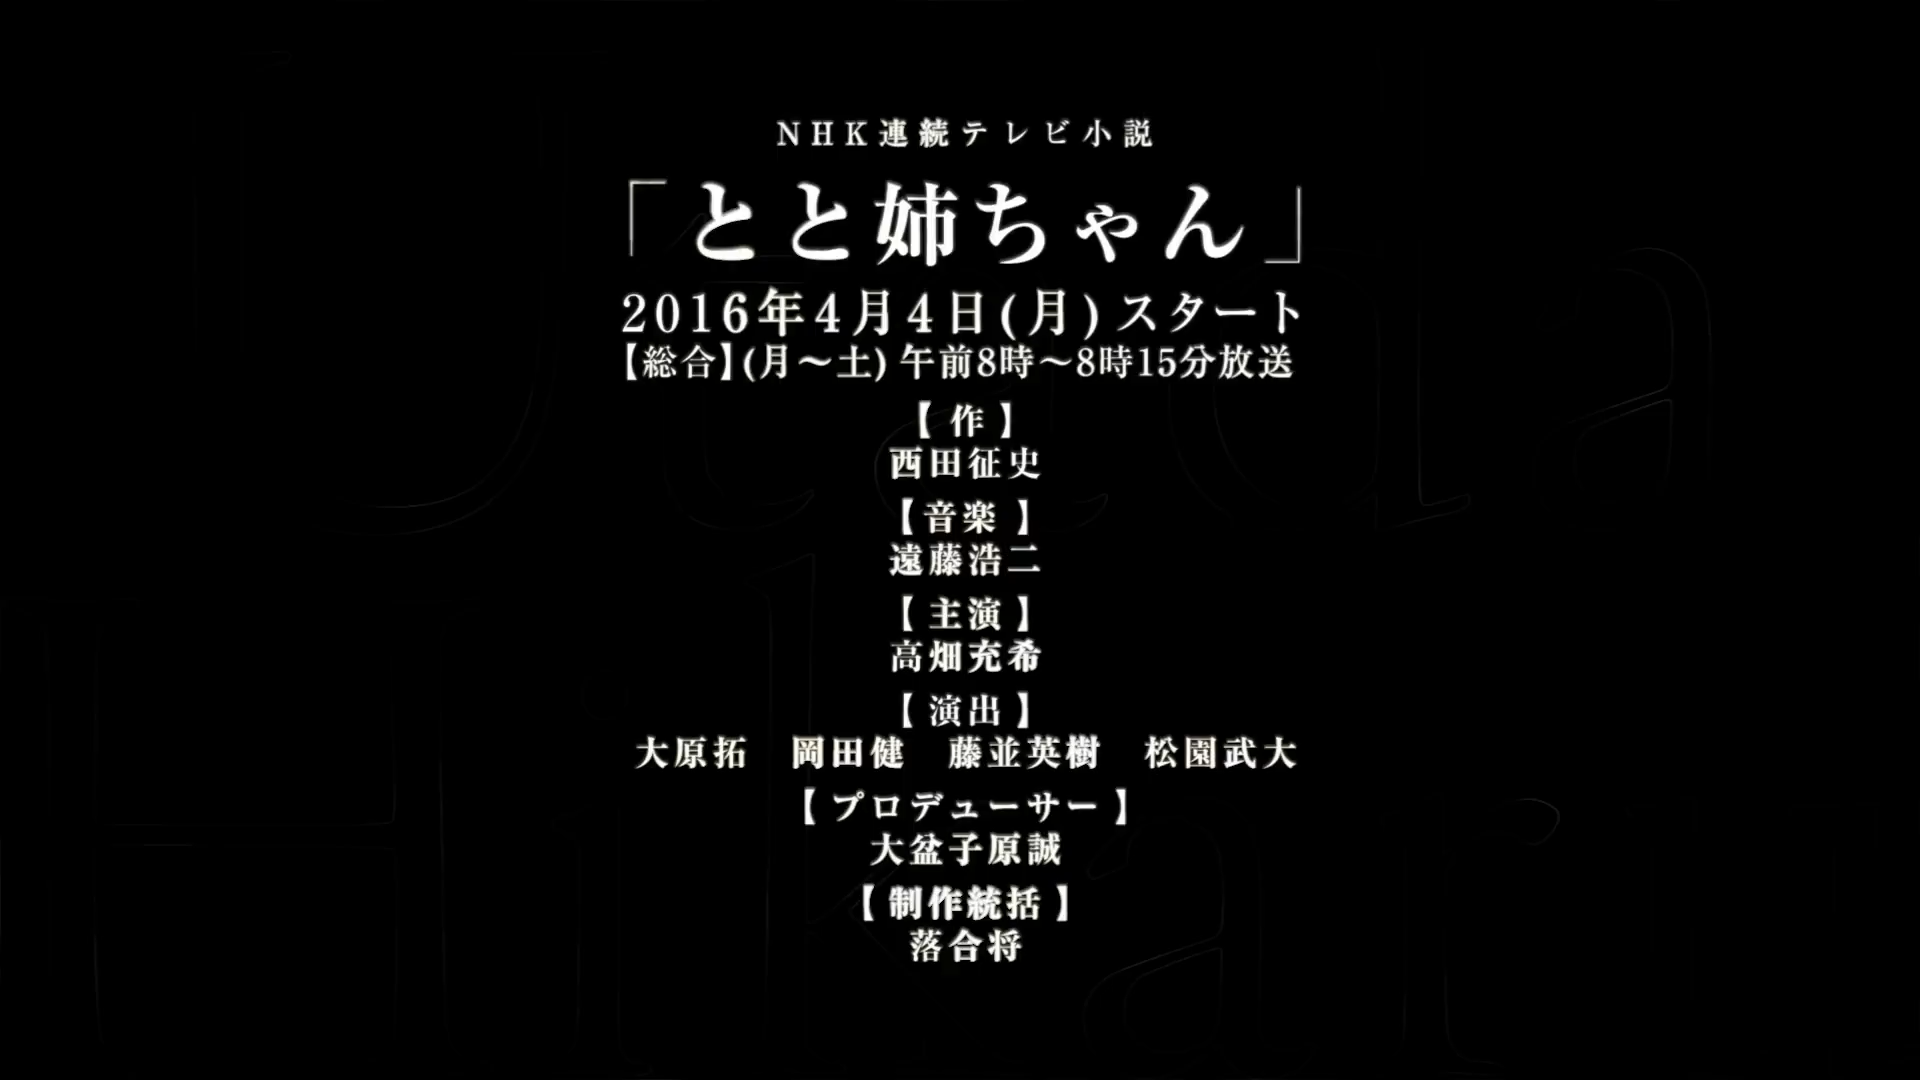 NHK連続テレビ小説
「とと姉ちゃん」
2016年4月4日(月)スタート
【総合】(月〜土) 午前8時〜8時15分放送
【 作 】
西田征史
【 音楽 】
遠藤浩二
【 主演 】
高畑充希
【 演出 】
大原拓　岡田健　藤並英樹　松園武大
【 プロデューサー 】
大盆子原誠
【 制作統括 】
落合将
Utada
Hikaru